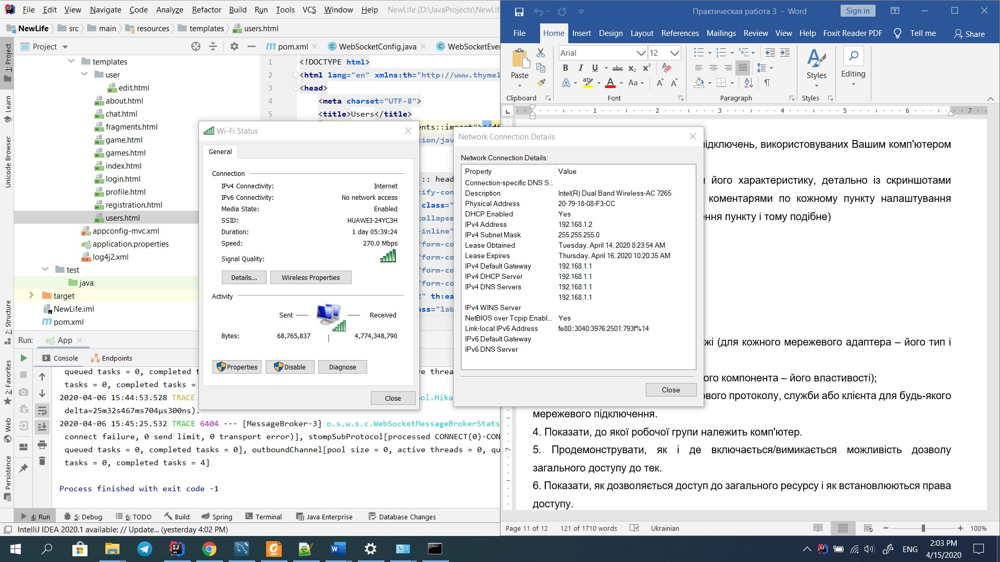 File Edit View Navigate Code Analyze Refactor Build Run Tools VCS Window Help NewLife [D:\JavaProjects\NewLif
NewLife src main resources templates users.html
Project
pom.xml WebSocketConfig.java WebSocketEver
1: Project
Learn
Unicode Browser
7: Structure
2: Favorites
Web
Persistence
templates
user
edit.html
about.html
chat.html
fragments.html
game.html
games.html
index.html
login.html
profile.html
registration.html
users.html
appconfig-mvc.xml
application.properties
log4j2.xml
test
java
target
NewLife.iml
pom.xml
1 <!DOCTYPE html>
2 <html lang="en" xmlns:th="http://www.thymel
3 <head>
4 <meta charset="UTF-8">
5 <title>Users</title>
ents::import"></di
ion/jav
:: head
ify-con
class="
collapse
-inline"
"form-co
"form-co
"form-co
"form-co
2" th:ea
ass="lab
Wi-Fi Status
General
Connection
IPv4 Connectivity: Internet
IPv6 Connectivity: No network access
Media State: Enabled
SSID: HUAWEI-24YC3H
Duration: 1 day 05:39:24
Speed: 270.0 Mbps
Signal Quality:
Details... Wireless Properties
Activity
Sent Received
Bytes: 68,765,837 4,774,348,790
Properties Disable Diagnose
Close
Network Connection Details
Network Connection Details:
Property Value
Connection-specific DNS S...
Description Intel(R) Dual Band Wireless-AC 7265
Physical Address 20-79-18-08-F3-CC
DHCP Enabled Yes
IPv4 Address 192.168.1.2
IPv4 Subnet Mask 255.255.255.0
Lease Obtained Tuesday, April 14, 2020 8:23:54 AM
Lease Expires Thursday, April 16, 2020 10:20:35 AM
IPv4 Default Gateway 192.168.1.1
IPv4 DHCP Server 192.168.1.1
IPv4 DNS Servers 192.168.1.1
192.168.1.1
IPv4 WINS Server
NetBIOS over Tcpip Enabl... Yes
Link-local IPv6 Address fe80::3040:3976:2501:793f%14
IPv6 Default Gateway
IPv6 DNS Server
Close
Run: App
Console Endpoints
queued tasks = 0, completed t
ve threa
tasks = 0, completed tasks =
2020-04-06 15:44:53.528 TRACE
ool.Hika
delta=25m32s467ms704µs300ns).
2020-04-06 15:45:25.532 TRACE 6404 --- [MessageBroker-3] o.s.w.s.c.WebSocketMessageBrokerStats
connect failure, 0 send limit, 0 transport error)], stompSubProtocol[processed CONNECT(0)-CON
queued tasks = 0, completed tasks = 0], outboundChannel[pool size = 0, active threads = 0, qu
tasks = 0, completed tasks = 4]
Process finished with exit code -1
4: Run 5: Debug 6: TODO Build Spring Terminal Java Enterprise Database Changes
IntelliJ IDEA 2020.1 available: // Update... (yesterday 4:02 PM)
Практическая работа 3 - Word Sign in
File Home Insert Design Layout References Mailings Review View Help Foxit Reader PDF Tell me Share
Paste
Arial 12
B I U abc x₂ x²
A ab A Aa A A
Styles
Editing
Clipboard Font Paragraph Styles
1 2 3 4 5 6 7
ідключень, використовуваних Вашим комп'ютером
його характеристику, детально із скриншотами
коментарями по кожному пункту налаштування
ння пункту і тому подібне)
жі (для кожного мережевого адаптера – його тип і
ого компонента – його властивості);
ового протоколу, служби або клієнта для будь-якого
мережевого підключення.
4. Показати, до якої робочої групи належить комп'ютер.
5. Продемонструвати, як і де включається/вимикається можливість дозволу
загального доступу до тек.
6. Показати, як дозволяється доступ до загального ресурсу і як встановлюються права
доступу.
Page 11 of 12 121 of 1710 words Ukrainian 100%
ENG
2:03 PM
4/15/2020